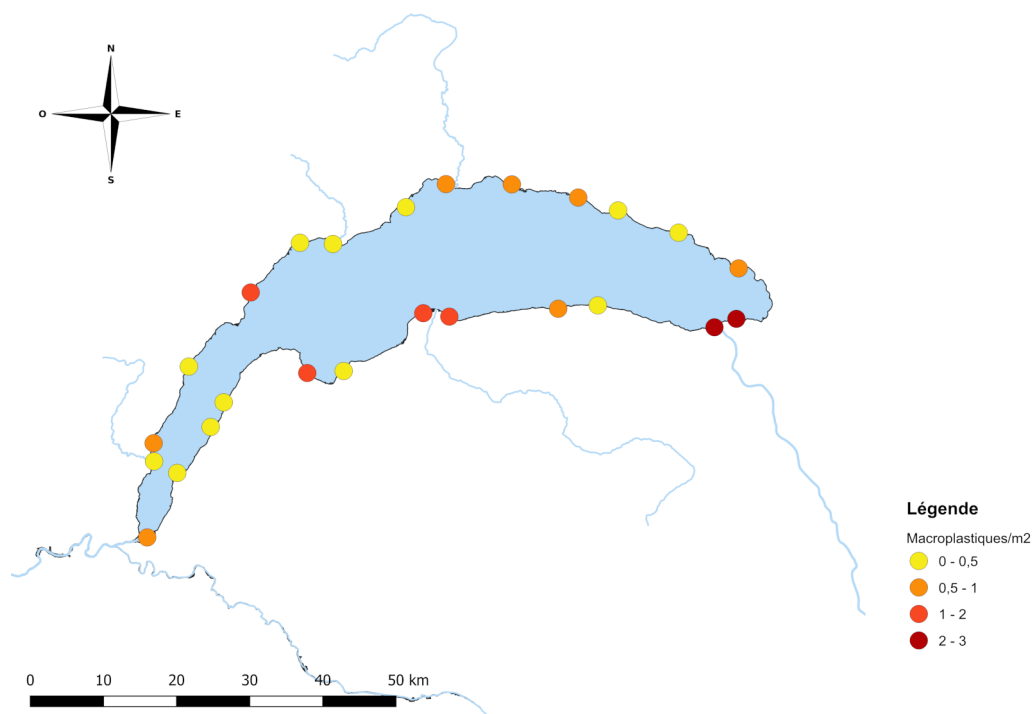 N
O
E
S
Légende
Macroplastiques/m2
0 - 0,5
0,5 - 1
1 - 2
2 - 3
0 10 20 30 40 50 km